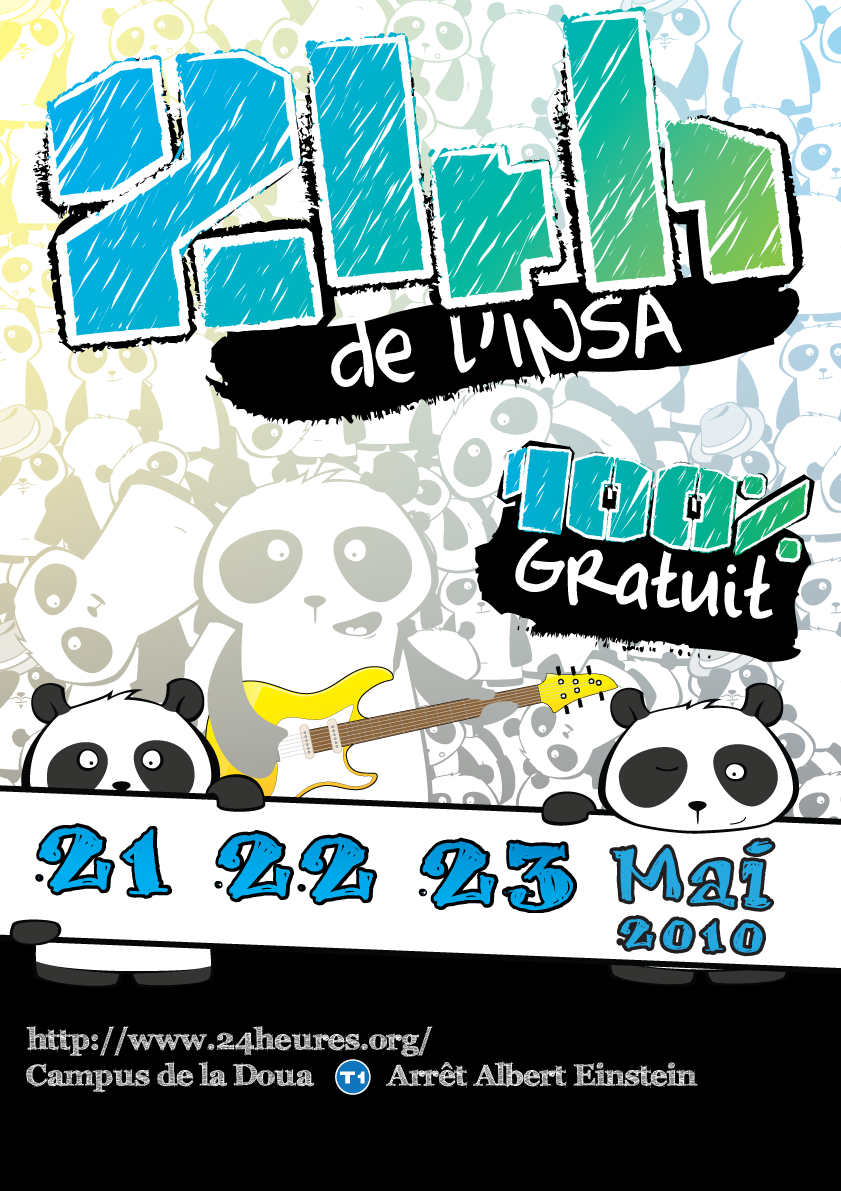 24h
de l'INSA
100%
GRatuit
21 22 23 Mai
2010
http://www.24heures.org/
Campus de la Doua T1 Arrêt Albert Einstein